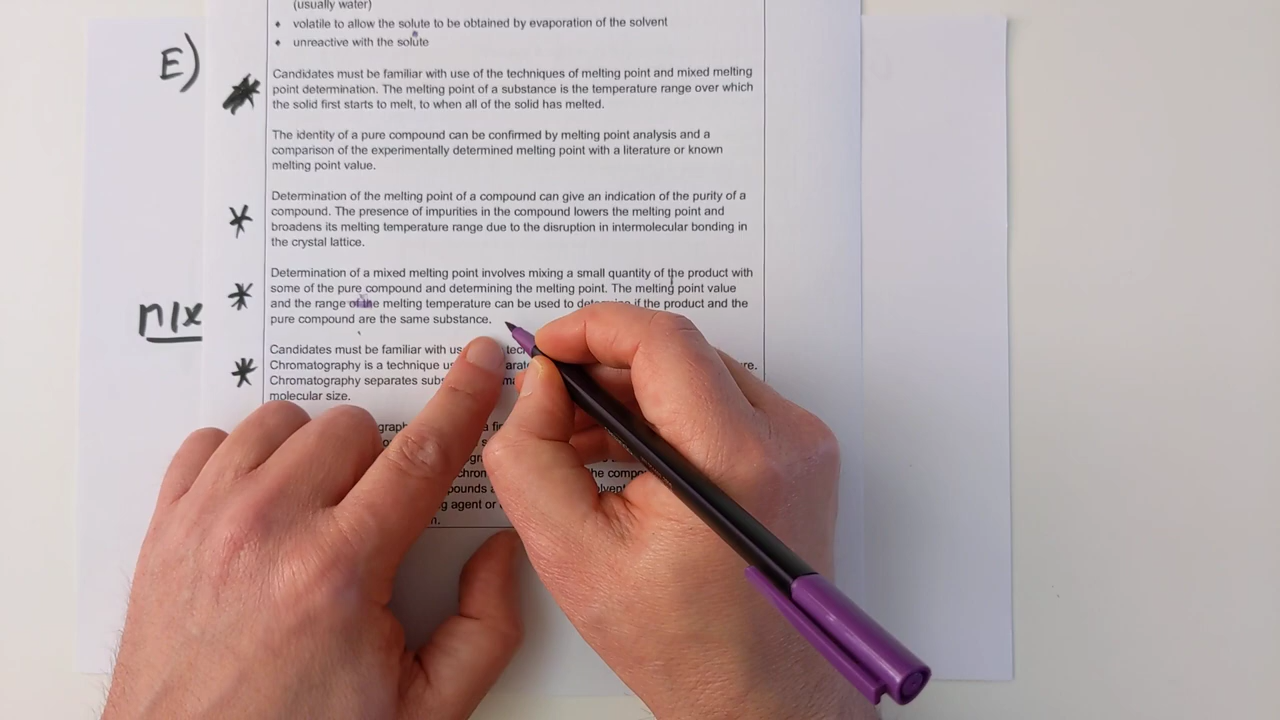 (usually water)
♦ volatile to allow the solute to be obtained by evaporation of the solvent
♦ unreactive with the solute
E)
Candidates must be familiar with use of the techniques of melting point and mixed melting
point determination. The melting point of a substance is the temperature range over which
the solid first starts to melt, to when all of the solid has melted.
The identity of a pure compound can be confirmed by melting point analysis and a
comparison of the experimentally determined melting point with a literature or known
melting point value.
Determination of the melting point of a compound can give an indication of the purity of a
compound. The presence of impurities in the compound lowers the melting point and
broadens its melting temperature range due to the disruption in intermolecular bonding in
the crystal lattice.
Determination of a mixed melting point involves mixing a small quantity of the product with
some of the pure compound and determining the melting point. The melting point value
and the range of the melting temperature can be used to if the product and the
pure compound are the same substance.
Candidates must be familiar with
Chromatography is a technique
Chromatography separates
molecular size.
agent or